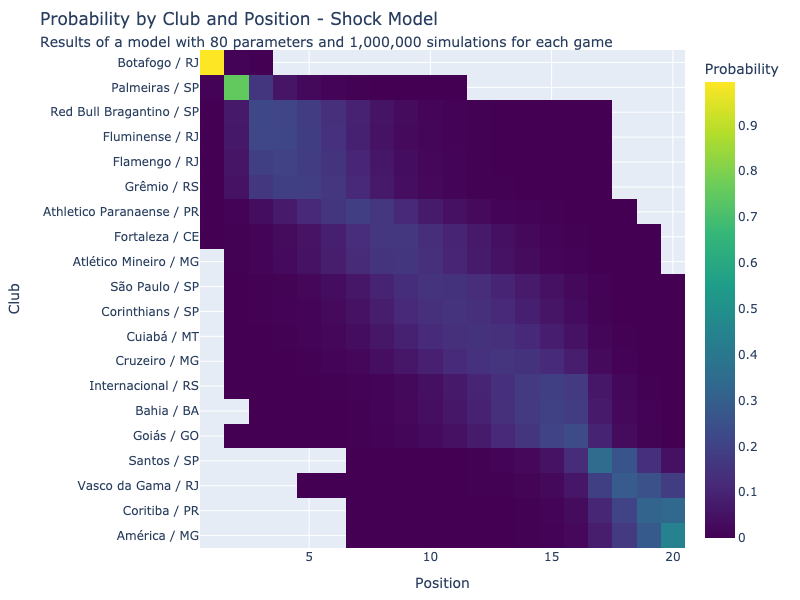 Probability by Club and Position - Shock Model
Results of a model with 80 parameters and 1,000,000 simulations for each game
Probability
Botafogo / RJ
Palmeiras / SP
Red Bull Bragantino / SP
Fluminense / RJ
Flamengo / RJ
Grêmio / RS
Athletico Paranaense / PR
Fortaleza / CE
Atlético Mineiro / MG
São Paulo / SP
Corinthians / SP
Cuiabá / MT
Cruzeiro / MG
Internacional / RS
Bahia / BA
Goiás / GO
Santos / SP
Vasco da Gama / RJ
Coritiba / PR
América / MG
Club
5
10
15
20
Position
0.9
0.8
0.7
0.6
0.5
0.4
0.3
0.2
0.1
0